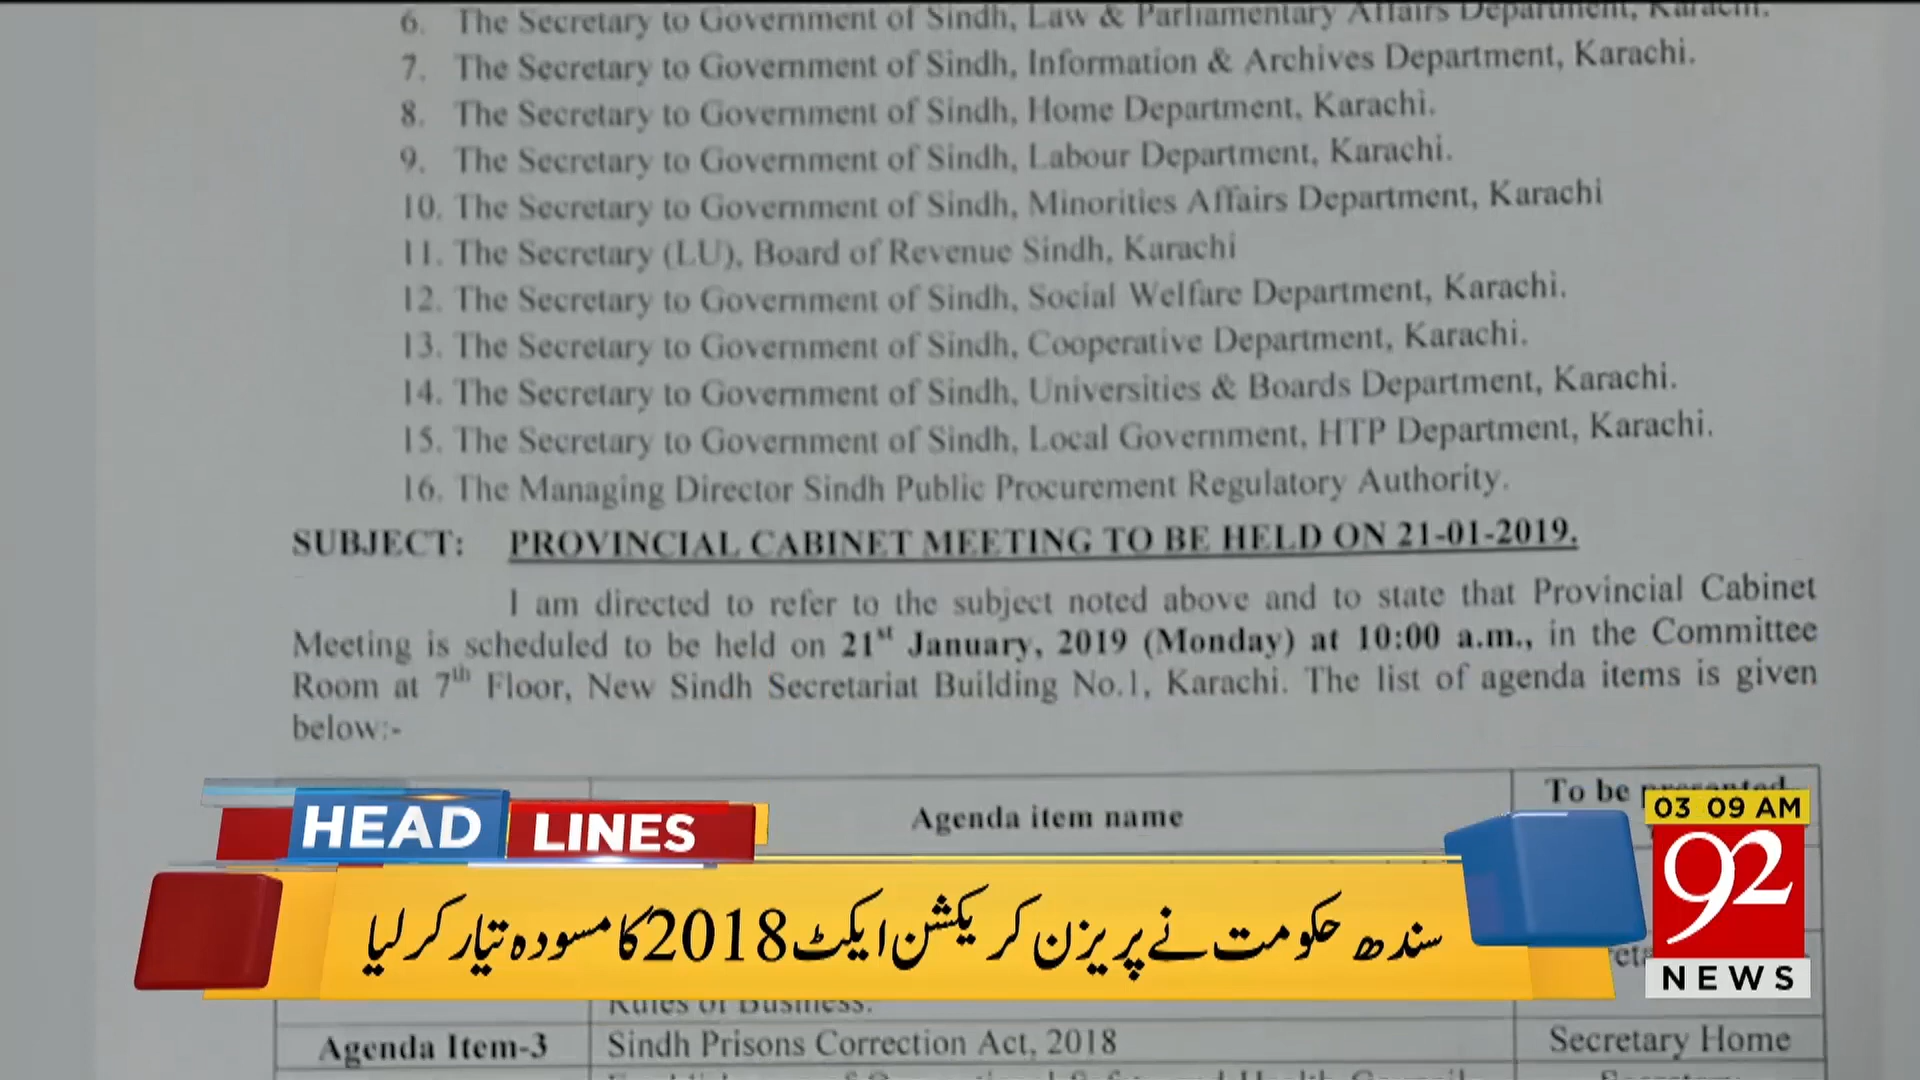 6. The Secretary to Government of Sindh, Law & Parliamentary Affairs Department, Karachi.
7. The Secretary to Government of Sindh, Information & Archives Department, Karachi.
8. The Secretary to Government of Sindh, Home Department, Karachi.
9. The Secretary to Government of Sindh, Labour Department, Karachi.
10. The Secretary to Government of Sindh, Minorities Affairs Department, Karachi
11. The Secretary (LU), Board of Revenue Sindh, Karachi
12. The Secretary to Government of Sindh, Social Welfare Department, Karachi.
13. The Secretary to Government of Sindh, Cooperative Department, Karachi.
14. The Secretary to Government of Sindh, Universities & Boards Department, Karachi.
15. The Secretary to Government of Sindh, Local Government, HTP Department, Karachi.
16. The Managing Director Sindh Public Procurement Regulatory Authority.
SUBJECT: PROVINCIAL CABINET MEETING TO BE HELD ON 21-01-2019.
I am directed to refer to the subject noted above and to state that Provincial Cabinet
Meeting is scheduled to be held on 21st January, 2019 (Monday) at 10:00 a.m., in the Committee
Room at 7th Floor, New Sindh Secretariat Building No.1, Karachi. The list of agenda items is given
below:-
Agenda item name
To be presented
03 09 AM
HEAD LINES
92
NEWS
سندھ حکومت نے پریزن کریکشن ایکٹ 2018 کا مسودہ تیار کر لیا
Rules of Business.
Agenda Item-3 Sindh Prisons Correction Act, 2018 Secretary Home